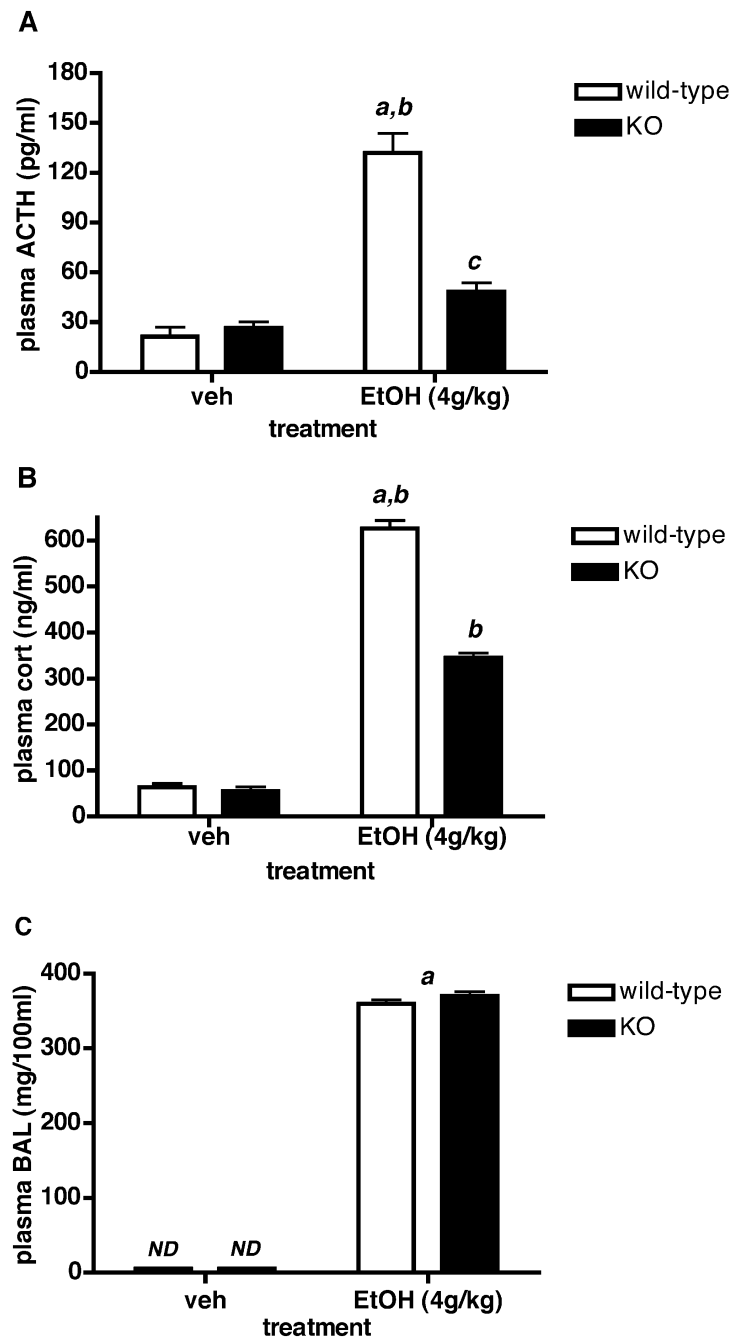 A
plasma ACTH (pg/ml)
180
150
120
90
60
30
0
a,b
c
wild-type
KO
veh
EtOH (4g/kg)
treatment
B
plasma cort (ng/ml)
600
500
400
300
200
100
0
a,b
b
wild-type
KO
veh
EtOH (4g/kg)
treatment
C
plasma BAL (mg/100ml)
400
300
200
100
0
ND
ND
a
wild-type
KO
veh
EtOH (4g/kg)
treatment